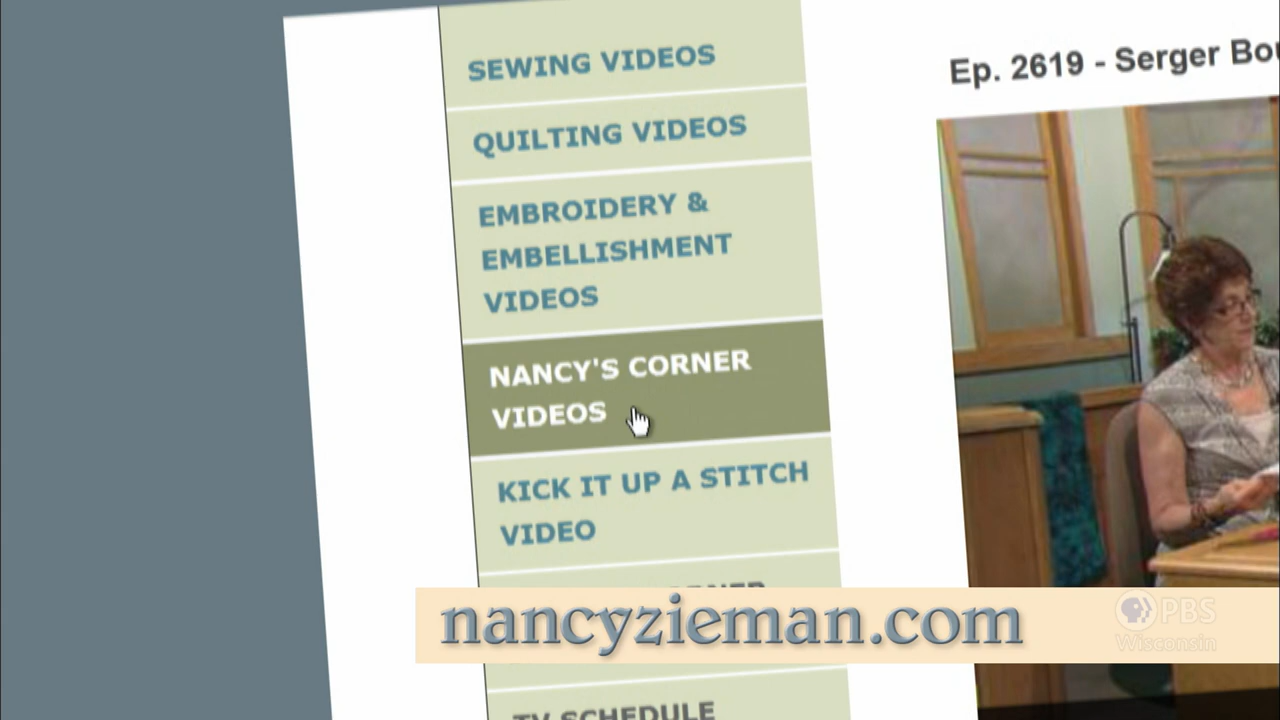 SEWING VIDEOS
QUILTING VIDEOS
EMBROIDERY &
EMBELLISHMENT
VIDEOS
NANCY'S CORNER
VIDEOS
KICK IT UP A STITCH
VIDEO
TV SCHEDULE
Ep. 2619 - Serger
nancyzieman.com
PBS
Wisconsin